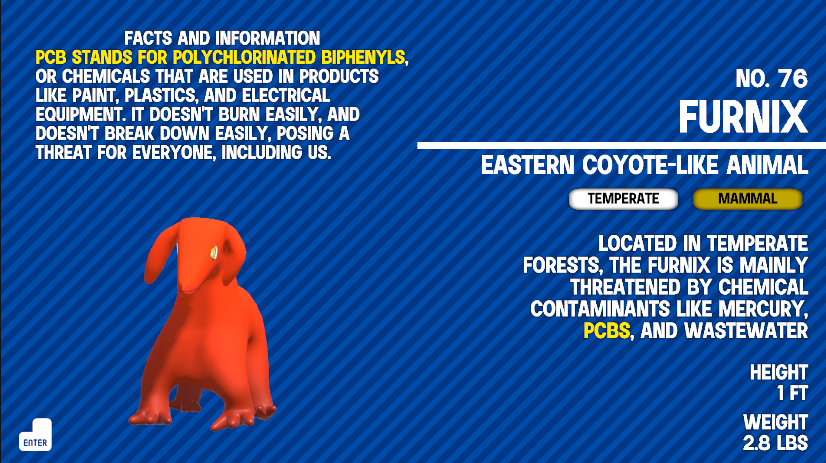 FACTS AND INFORMATION
PCB STANDS FOR POLYCHLORINATED BIPHENYLS,
OR CHEMICALS THAT ARE USED IN PRODUCTS
LIKE PAINT, PLASTICS, AND ELECTRICAL
EQUIPMENT. IT DOESN'T BURN EASILY, AND
DOESN'T BREAK DOWN EASILY, POSING A
THREAT FOR EVERYONE, INCLUDING US.
NO. 76
FURNIX
EASTERN COYOTE-LIKE ANIMAL
TEMPERATE
MAMMAL
LOCATED IN TEMPERATE
FORESTS, THE FURNIX IS MAINLY
THREATENED BY CHEMICAL
CONTAMINANTS LIKE MERCURY,
PCBS, AND WASTEWATER
HEIGHT
1 FT
WEIGHT
2.8 LBS
ENTER